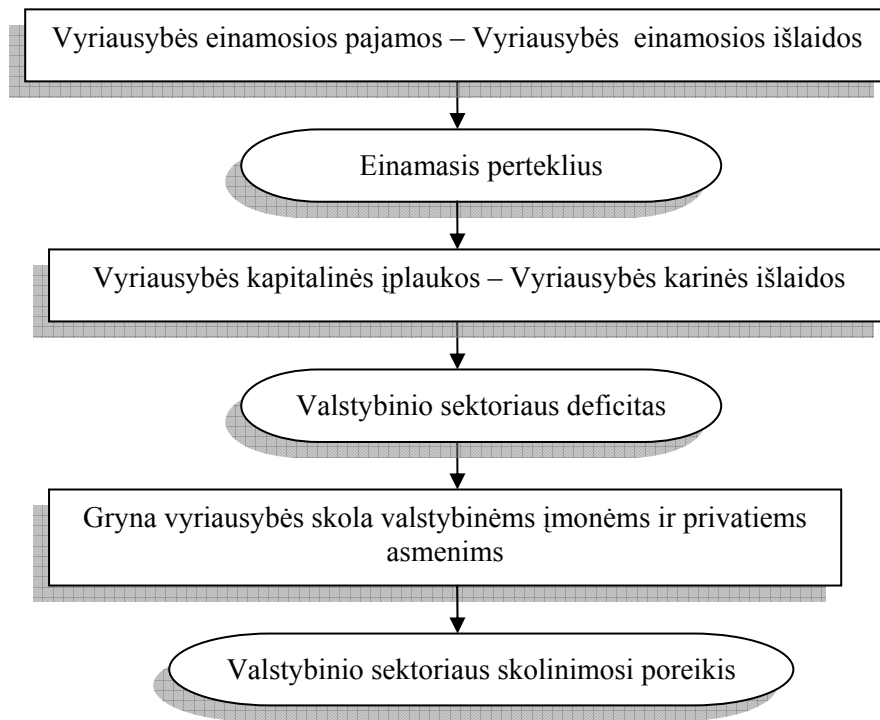 Vyriausybės einamosios pajamos – Vyriausybės einamosios išlaidos
Einamasis perteklius
Vyriausybės kapitalinės įplaukos – Vyriausybės karinės išlaidos
Valstybinio sektoriaus deficitas
Gryna vyriausybės skola valstybinėms įmonėms ir privatiems
asmenims
Valstybinio sektoriaus skolinimosi poreikis